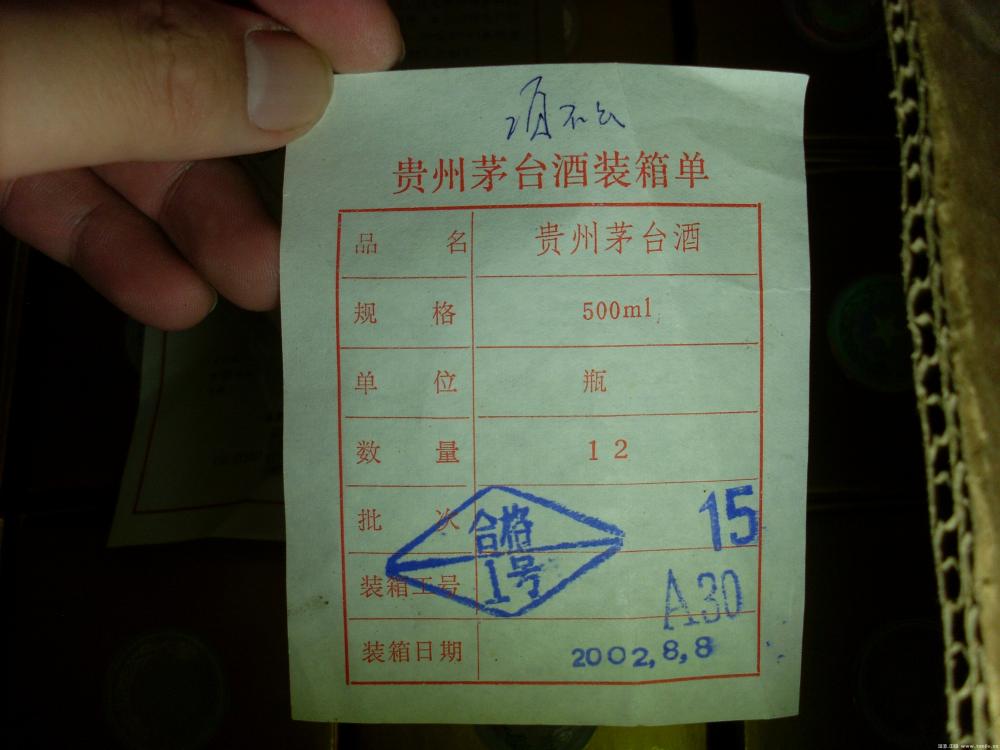 贵州茅台酒装箱单
品名 贵州茅台酒
规格 500ml
单位 瓶
数量 12
批次 15
合格
1号
装箱工号 A30
装箱日期 2002,8,8